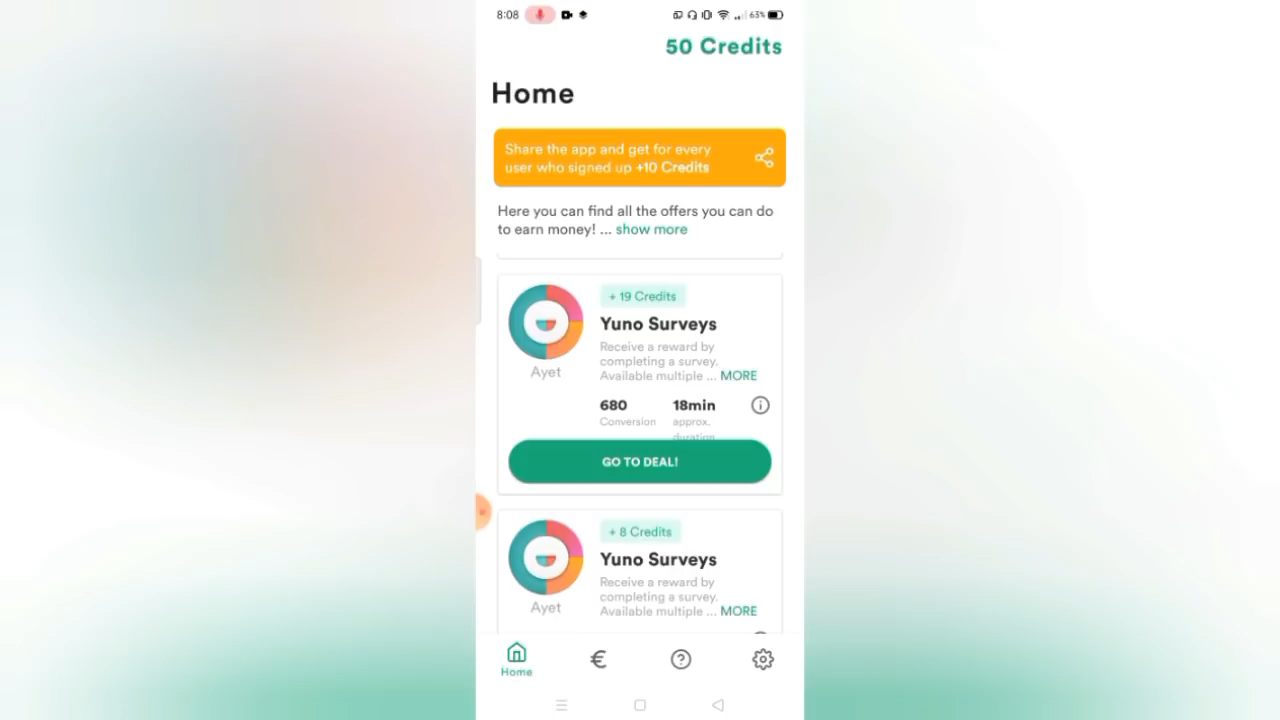 8:08
63%
50 Credits
Home
Share the app and get for every
user who signed up +10 Credits
Here you can find all the offers you can do
to earn money! ... show more
+ 19 Credits
Yuno Surveys
Receive a reward by
completing a survey.
Available multiple ... MORE
Ayet
680
Conversion
18min
approx.
duration
GO TO DEAL!
+ 8 Credits
Yuno Surveys
Receive a reward by
completing a survey.
Available multiple ... MORE
Ayet
€
Home